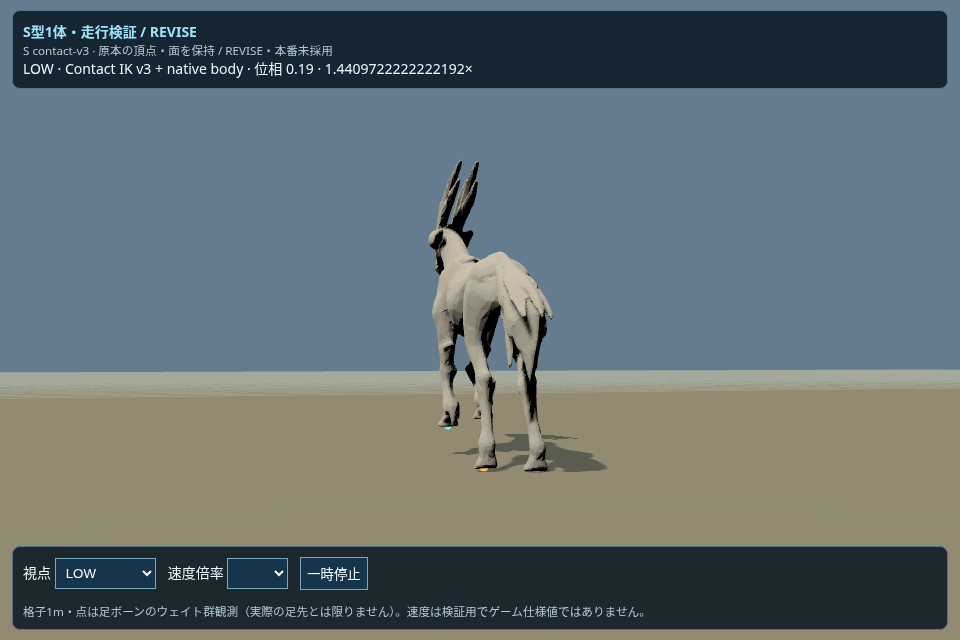 S型1体・走行検証 / REVISE
S contact-v3 · 原本の頂点・面を保持 / REVISE・本番未採用
LOW · Contact IK v3 + native body · 位相 0.19 · 1.4409722222222192×
視点 LOW 速度倍率 一時停止
格子1m・点は足ボーンのウェイト群観測（実際の足先とは限りません）。速度は検証用でゲーム仕様値ではありません。